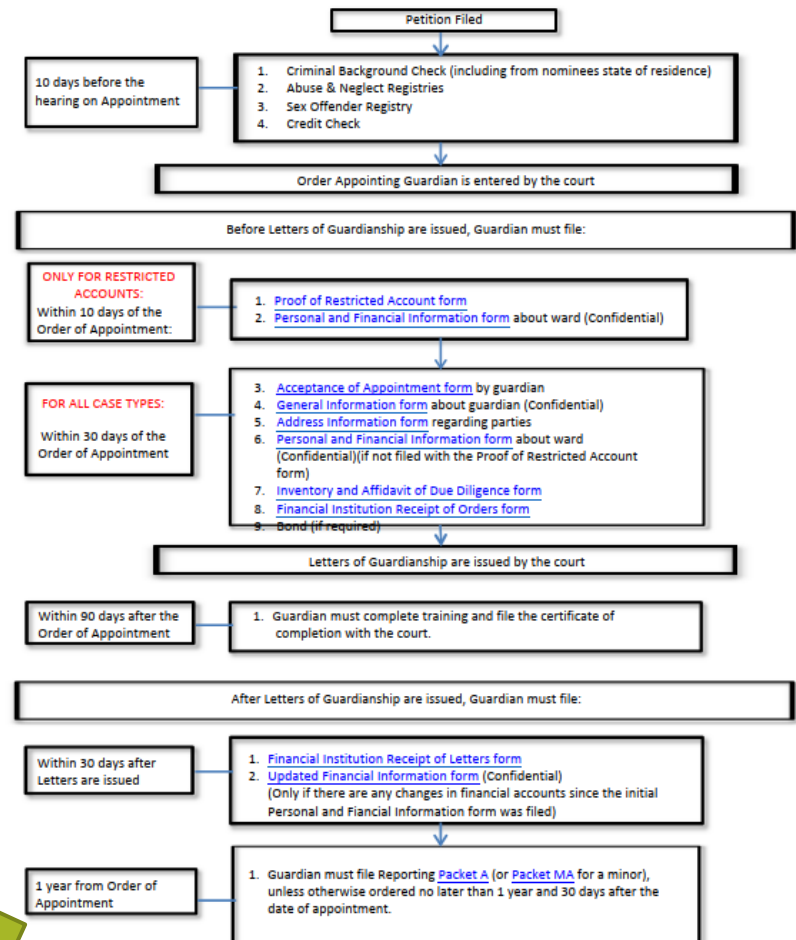 Petition Filed
10 days before the
hearing on Appointment
1. Criminal Background Check (including from nominees state of residence)
2. Abuse & Neglect Registries
3. Sex Offender Registry
4. Credit Check
Order Appointing Guardian is entered by the court
Before Letters of Guardianship are issued, Guardian must file:
ONLY FOR RESTRICTED
ACCOUNTS:
Within 10 days of the
Order of Appointment:
1. Proof of Restricted Account form
2. Personal and Financial Information form about ward (Confidential)
FOR ALL CASE TYPES:
Within 30 days of the
Order of Appointment
3. Acceptance of Appointment form by guardian
4. General Information form about guardian (Confidential)
5. Address Information form regarding parties
6. Personal and Financial Information form about ward
(Confidential)(if not filed with the Proof of Restricted Account
form)
7. Inventory and Affidavit of Due Diligence form
8. Financial Institution Receipt of Orders form
9. Bond (if required)
Letters of Guardianship are issued by the court
Within 90 days after the
Order of Appointment
1. Guardian must complete training and file the certificate of
completion with the court.
After Letters of Guardianship are issued, Guardian must file:
Within 30 days after
Letters are issued
1. Financial Institution Receipt of Letters form
2. Updated Financial Information form (Confidential)
(Only if there are any changes in financial accounts since the initial
Personal and Fiancial Information form was filed)
1 year from Order of
Appointment
1. Guardian must file Reporting Packet A (or Packet MA for a minor),
unless otherwise ordered no later than 1 year and 30 days after the
date of appointment.